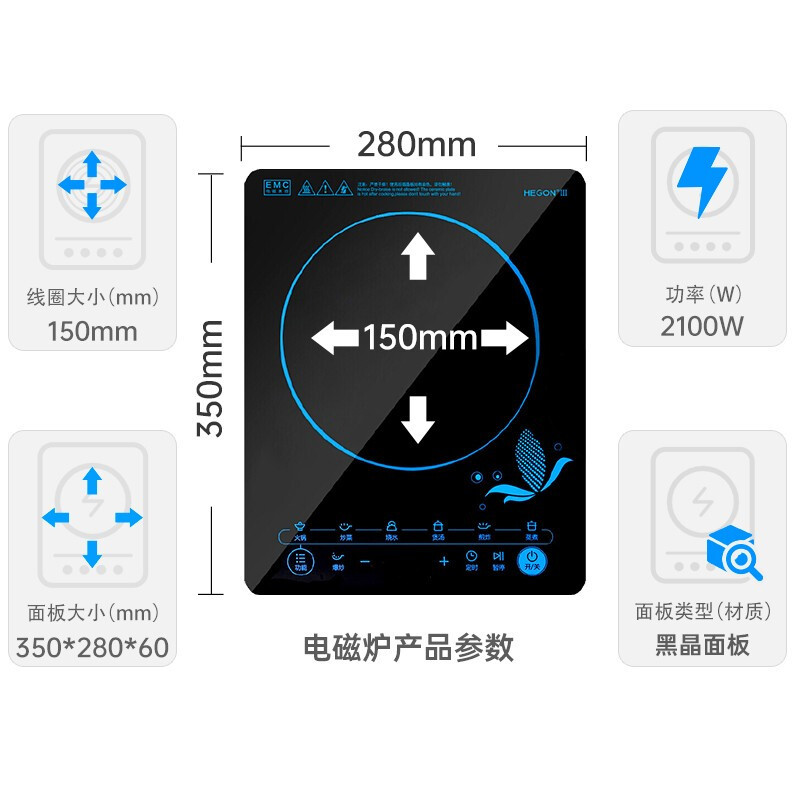 280mm
350mm
线圈大小(mm)
150mm
功率(W)
2100W
EMC
HEGON
150mm
火锅
炒菜
烧水
煲汤
煎炸
蒸煮
功能
爆炒
定时
暂停
开/关
面板大小(mm)
350*280*60
面板类型(材质)
黑晶面板
电磁炉产品参数